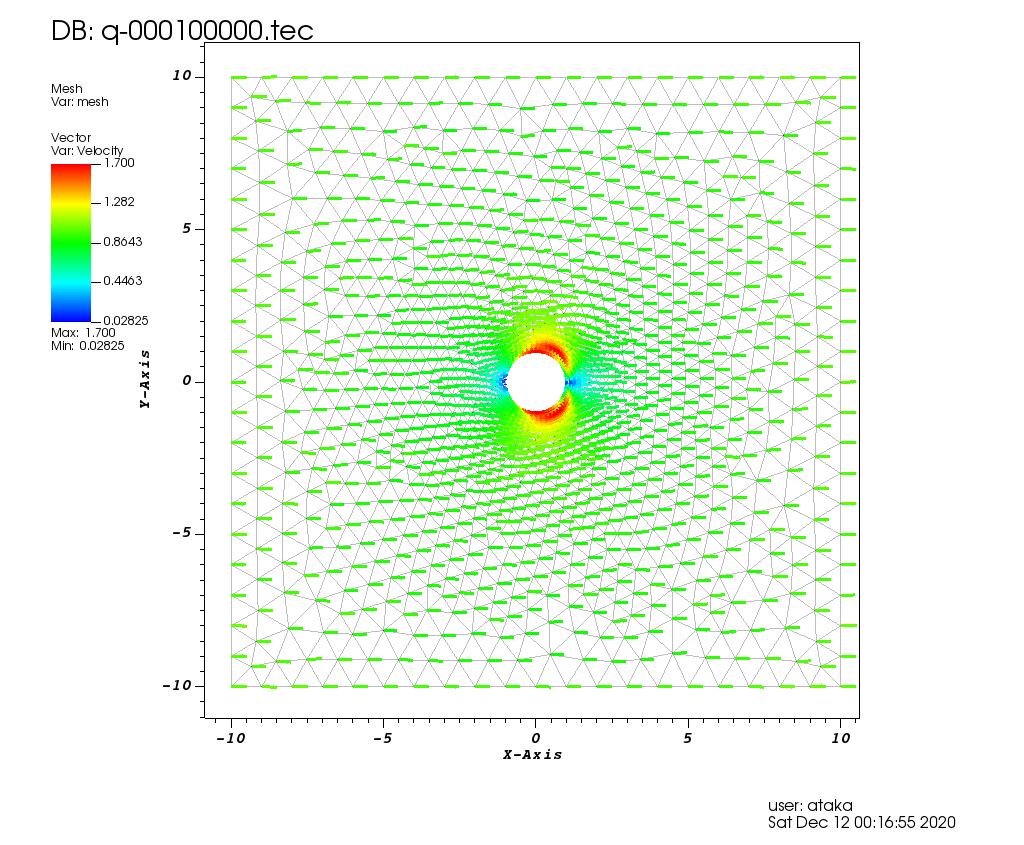 DB: q-000100000.tec
Mesh
Var: mesh
Vector
Var: Velocity
1.700
1.282
0.8643
0.4463
0.02825
Max: 1.700
Min: 0.02825
Y-Axis
10
5
0
-5
-10
-10 -5 0 5 10
X-Axis
user: ataka
Sat Dec 12 00:16:55 2020